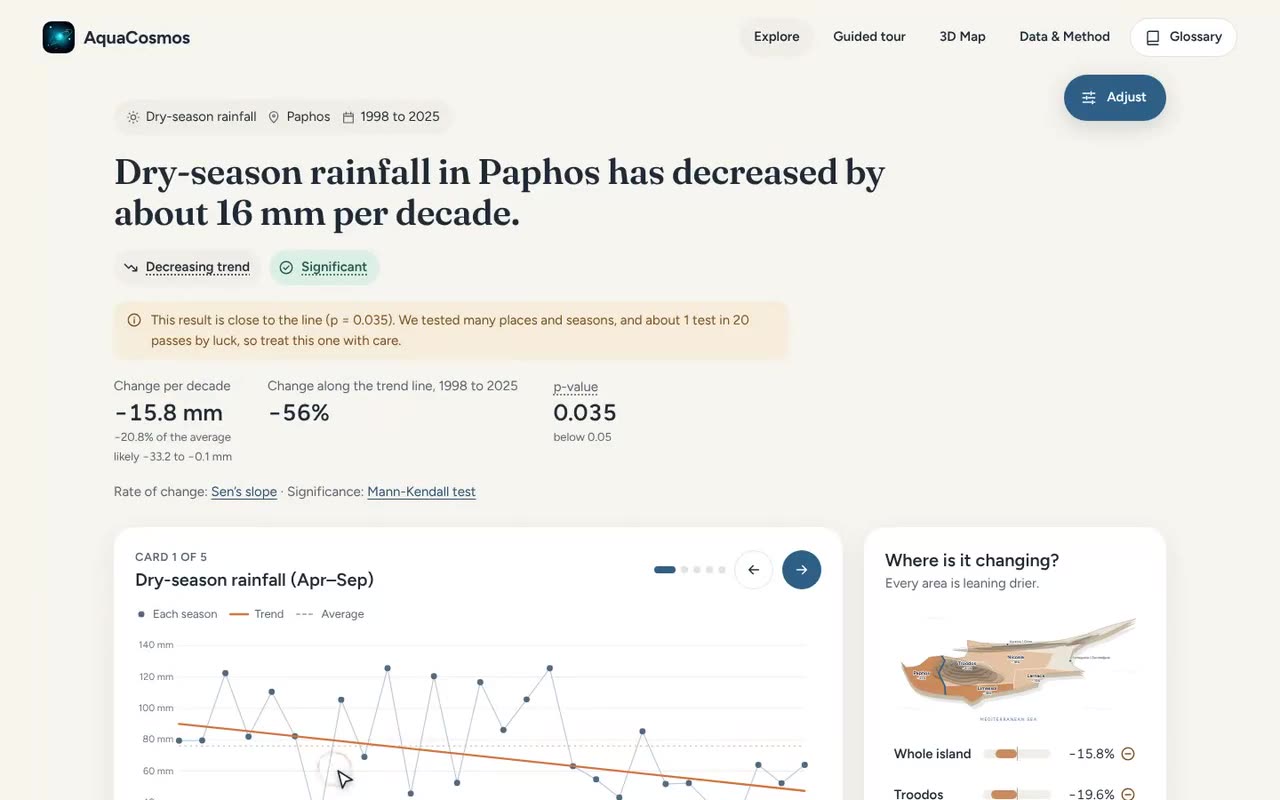 AquaCosmos
Explore
Guided tour
3D Map
Data & Method
Glossary
Adjust
Dry-season rainfall
Paphos
1998 to 2025
Dry-season rainfall in Paphos has decreased by
about 16 mm per decade.
Decreasing trend
Significant
This result is close to the line (p = 0.035). We tested many places and seasons, and about 1 test in 20
passes by luck, so treat this one with care.
Change per decade
−15.8 mm
−20.8% of the average
likely −33.2 to −0.1 mm
Change along the trend line, 1998 to 2025
−56%
p-value
0.035
below 0.05
Rate of change: Sen's slope · Significance: Mann-Kendall test
CARD 1 OF 5
Dry-season rainfall (Apr–Sep)
Each season
Trend
Average
140 mm
120 mm
100 mm
80 mm
60 mm
Where is it changing?
Every area is leaning drier.
Paphos
Troodos
Nicosia
Larnaca
Limassol
MEDITERRANEAN SEA
Whole island
−15.8%
Troodos
−19.6%